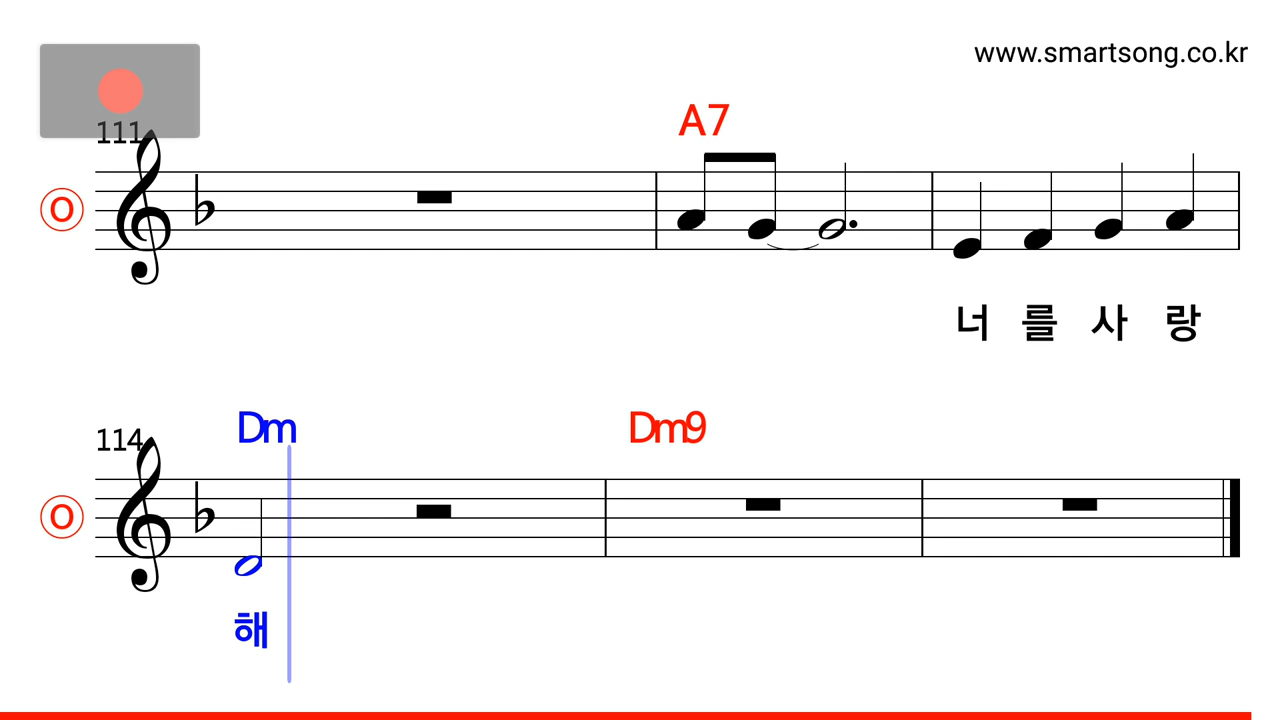 www.smartsong.co.kr
A7
111
O
너 를 사 랑
Dm Dm9
114
O
해